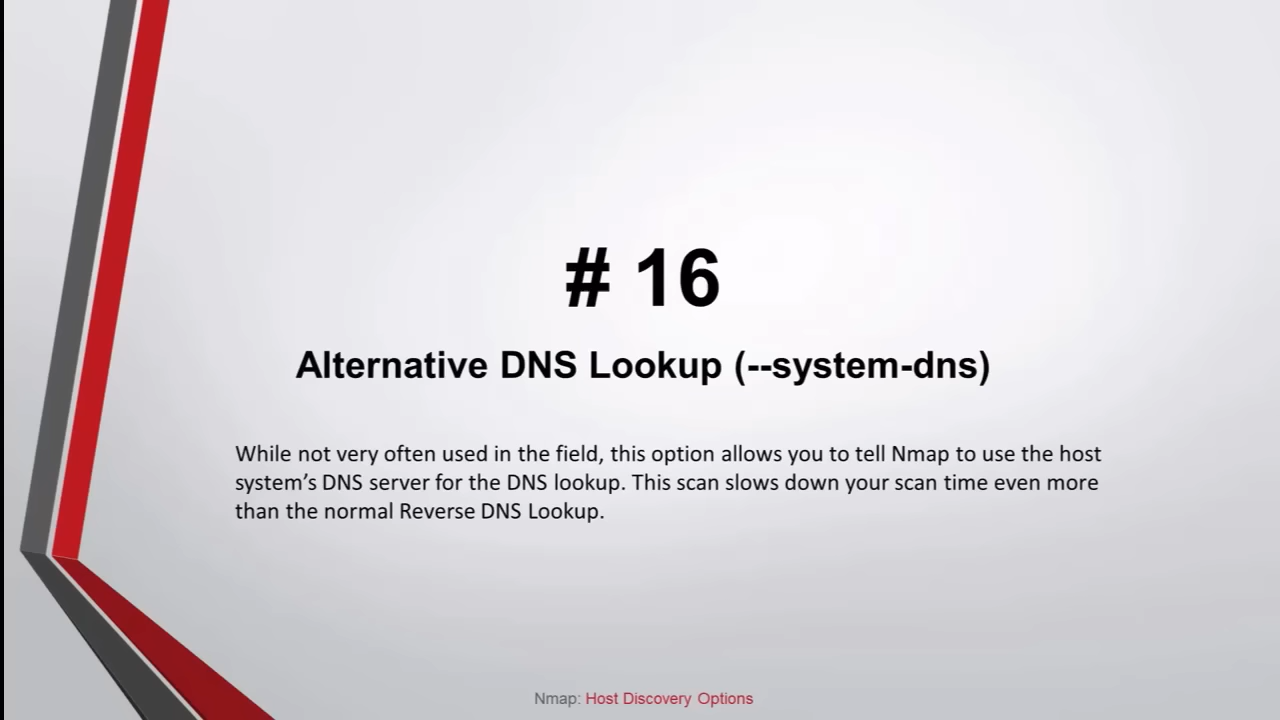 # 16
Alternative DNS Lookup (--system-dns)
While not very often used in the field, this option allows you to tell Nmap to use the host
system’s DNS server for the DNS lookup. This scan slows down your scan time even more
than the normal Reverse DNS Lookup.
Nmap: Host Discovery Options